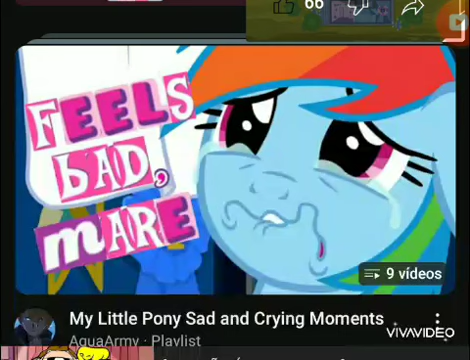 66
FEELS
BAD,
MARE
9 vídeos
My Little Pony Sad and Crying Moments
VIVAVIDEO
AquaArmy · Playlist